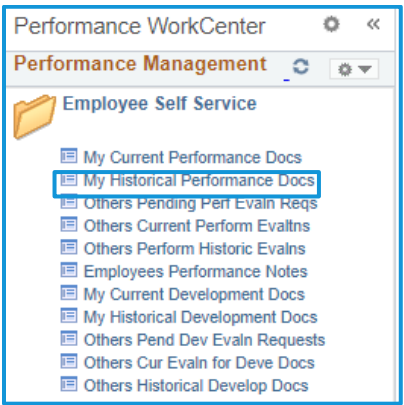 Performance WorkCenter
Performance Management
Employee Self Service
My Current Performance Docs
My Historical Performance Docs
Others Pending Perf Evaln Reqs
Others Current Perform Evaltns
Others Perform Historic Evalns
Employees Performance Notes
My Current Development Docs
My Historical Development Docs
Others Pend Dev Evaln Requests
Others Cur Evaln for Deve Docs
Others Historical Develop Docs